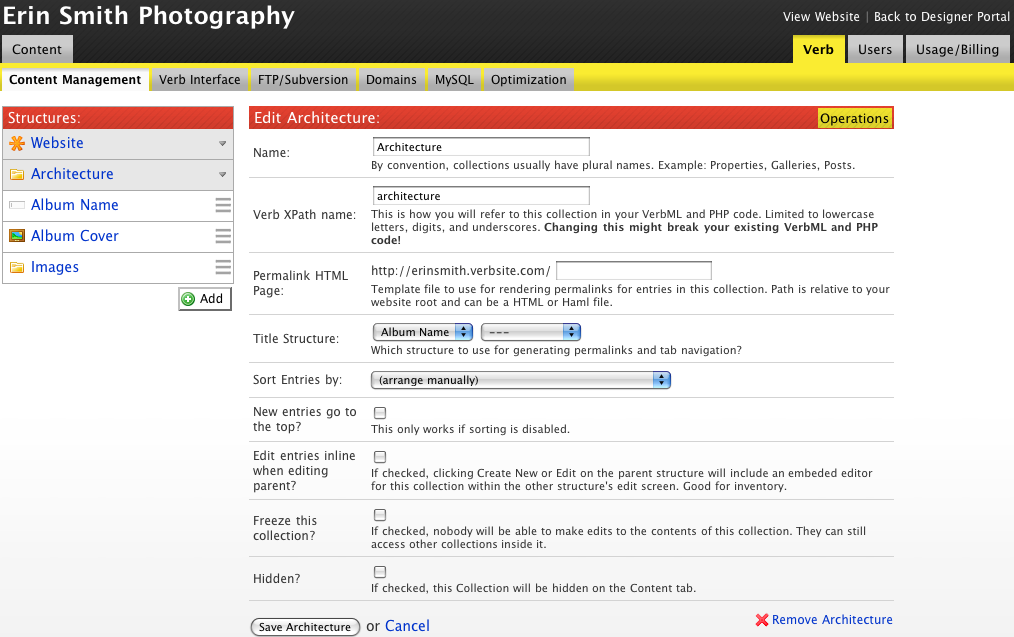 Erin Smith Photography
View Website | Back to Designer Portal
Content
Verb
Users
Usage/Billing
Content Management
Verb Interface
FTP/Subversion
Domains
MySQL
Optimization
Structures:
Website
Architecture
Album Name
Album Cover
Images
Add
Edit Architecture:
Operations
Name:
Architecture
By convention, collections usually have plural names. Example: Properties, Galleries, Posts.
Verb XPath name:
architecture
This is how you will refer to this collection in your VerbML and PHP code. Limited to lowercase
letters, digits, and underscores. Changing this might break your existing VerbML and PHP
code!
Permalink HTML
Page:
http://erinsmith.verbsite.com/
Template file to use for rendering permalinks for entries in this collection. Path is relative to your
website root and can be a HTML or Haml file.
Title Structure:
Album Name
---
Which structure to use for generating permalinks and tab navigation?
Sort Entries by:
(arrange manually)
New entries go to
the top?
This only works if sorting is disabled.
Edit entries inline
when editing
parent?
If checked, clicking Create New or Edit on the parent structure will include an embeded editor
for this collection within the other structure's edit screen. Good for inventory.
Freeze this
collection?
If checked, nobody will be able to make edits to the contents of this collection. They can still
access other collections inside it.
Hidden?
If checked, this Collection will be hidden on the Content tab.
Save Architecture or Cancel
Remove Architecture